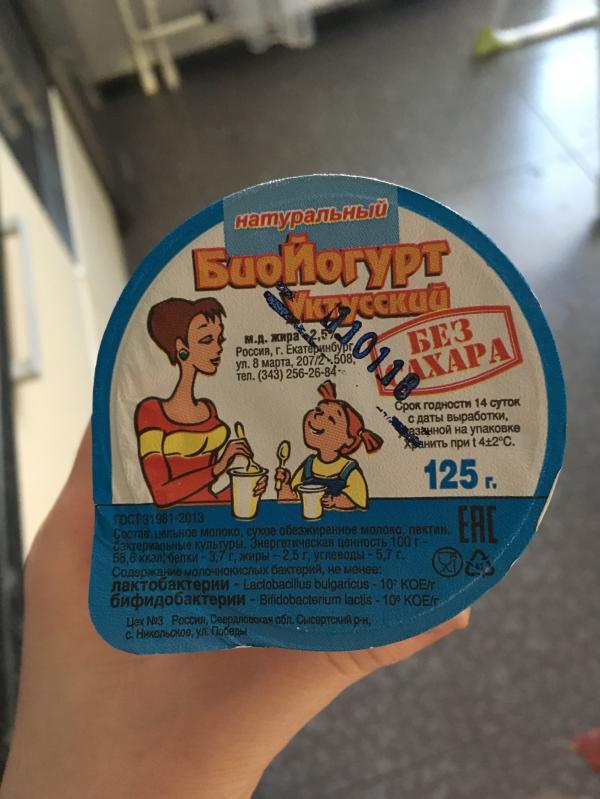 натуральный
БиоЙогурт
Уктусский
м.д. жира 2,5%
Россия, г. Екатеринбург,
ул. 8 марта, 207/2 - 508,
тел. (343) 256-26-84
110118
БЕЗ
САХАРА
Срок годности 14 суток
с даты выработки,
указанной на упаковке
Хранить при t 4±2°С.
125 г.
ГОСТ 31981-2013
Состав: цельное молоко, сухое обезжиренное молоко, пектин,
бактериальные культуры. Энергетическая ценность 100 г -
58,6 ккал; белки - 3,7 г, жиры - 2,5 г, углеводы - 5,7 г.
Содержание молочнокислых бактерий, не менее:
лактобактерии - Lactobacillus bulgaricus - 10⁷ КОЕ/г
бифидобактерии - Bifidobacterium lactis - 10⁶ КОЕ/г
Цех №3 Россия, Свердловская обл. Сысертский р-н,
с. Никольское, ул. Победы
ЕАС